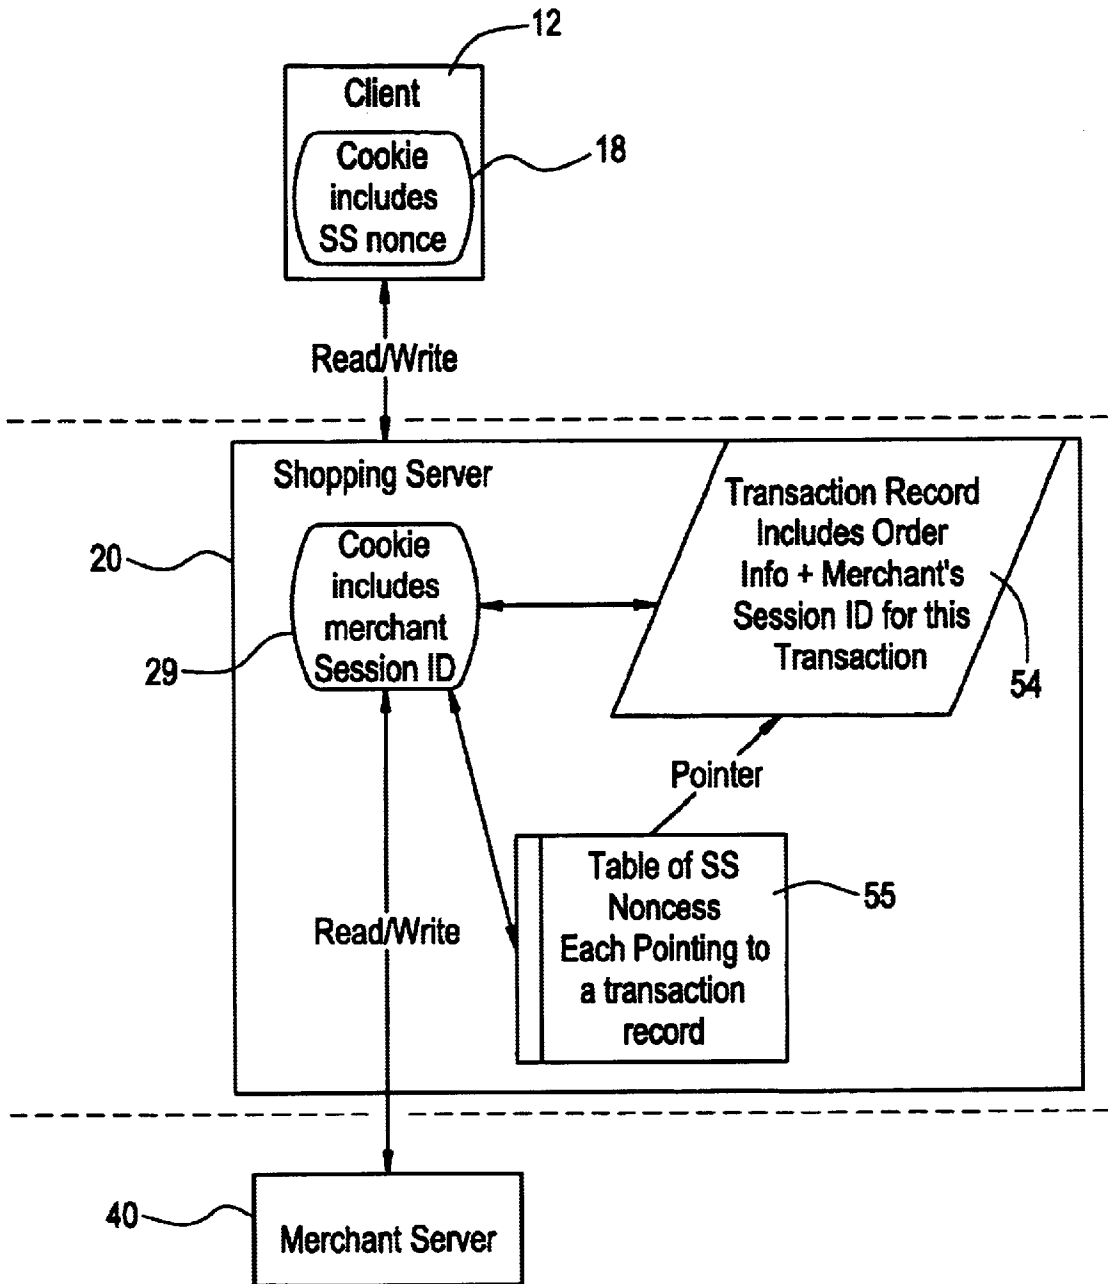 12
Client
Cookie
includes
SS nonce
18
Read/Write
Shopping Server
20
Cookie
includes
merchant
Session ID
29
Transaction Record
Includes Order
Info + Merchant's
Session ID for this
Transaction
54
Pointer
Table of SS
Noncess
Each Pointing to
a transaction
record
55
Read/Write
40
Merchant Server